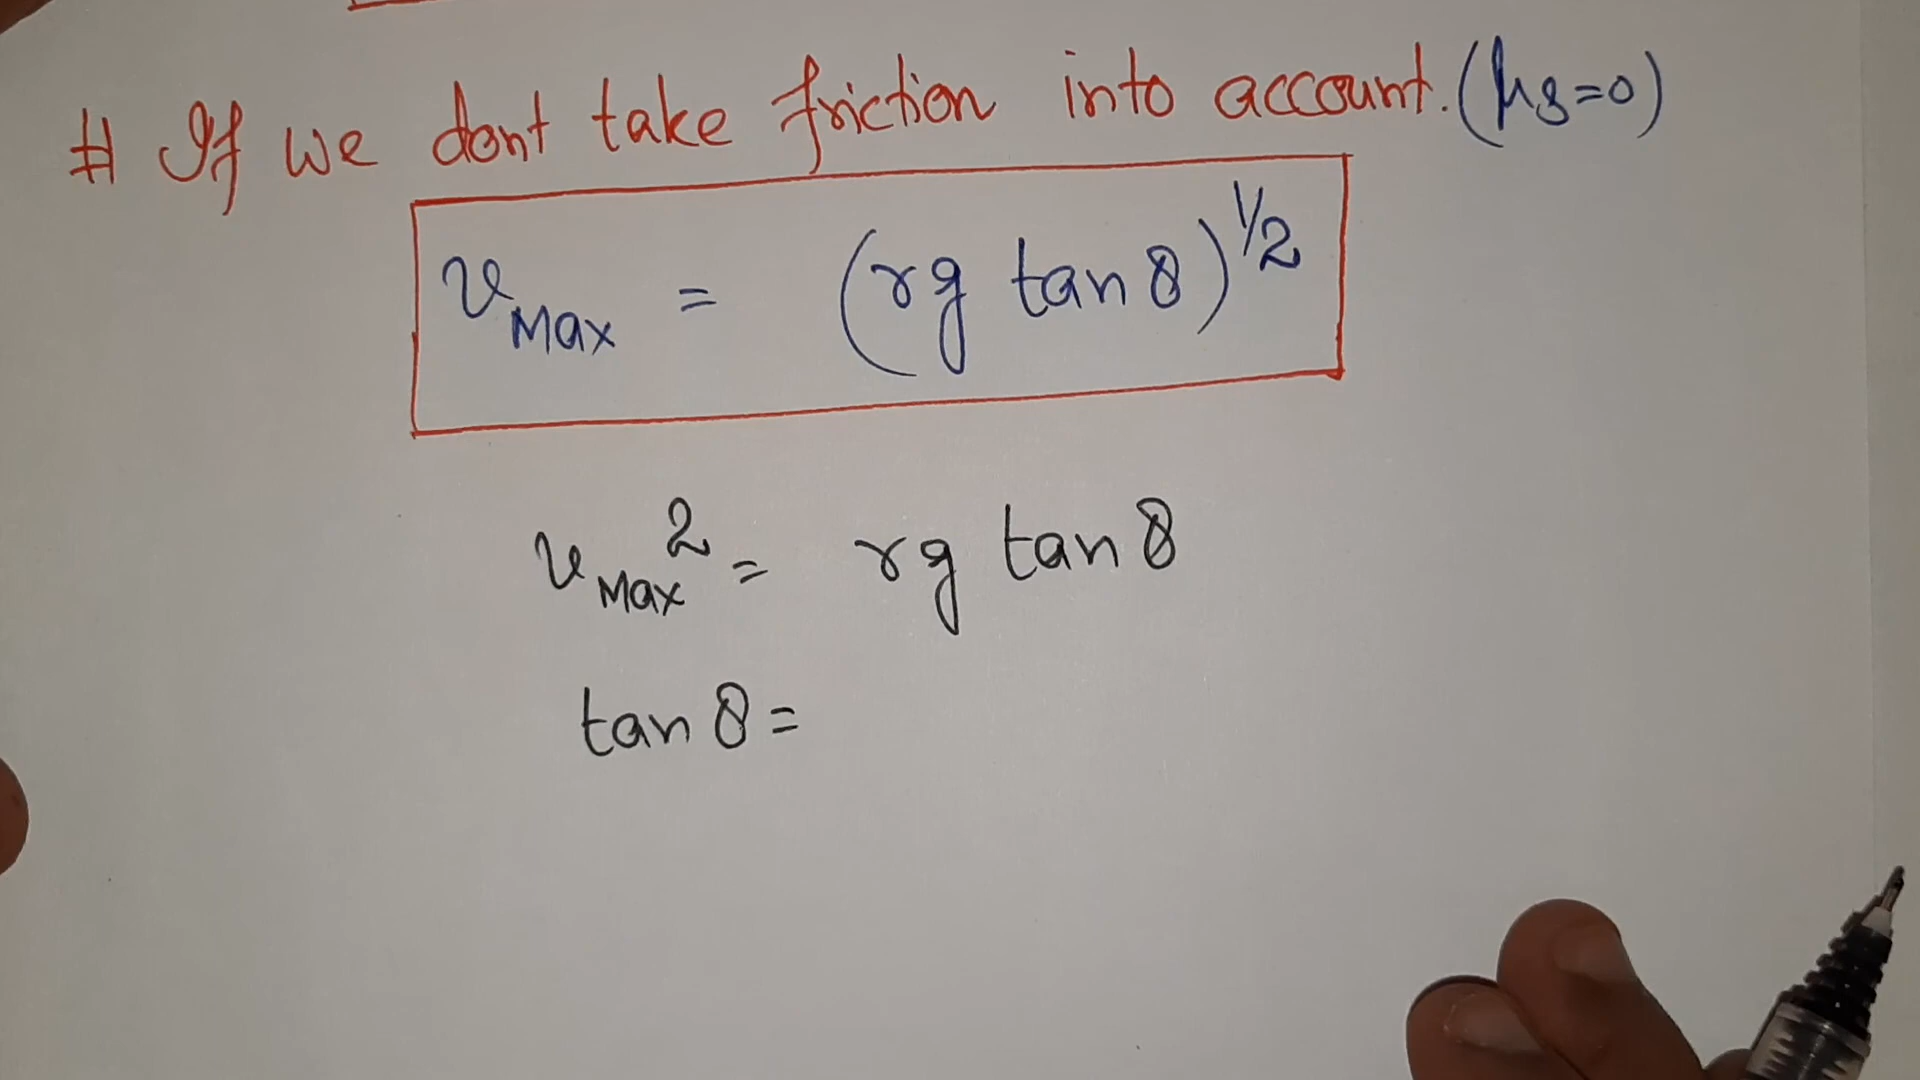 # If we dont take friction into account. (μs=0)
vMax = (rg tan θ)^1/2
vMax² = rg tan θ
tan θ =